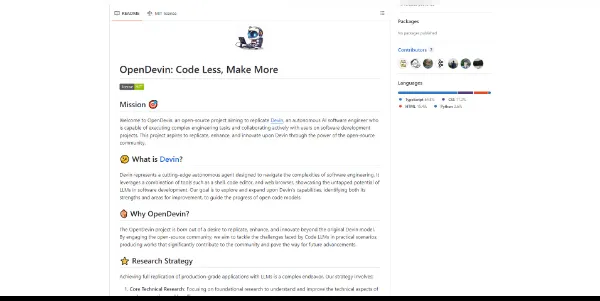 README
MIT license
Packages
No packages published
Contributors 7
OpenDevin: Code Less, Make More
Languages
TypeScript
CSS
HTML
Python
Mission
Welcome to OpenDevin, an open-source project aiming to replicate Devin, an autonomous AI software engineer who
is capable of executing complex engineering tasks and collaborating actively with users on software development
projects. This project aspires to replicate, enhance, and innovate upon Devin through the power of the open-source
community.
What is Devin?
Devin represents a cutting-edge autonomous agent designed to navigate the complexities of software engineering. It
leverages a combination of tools such as a shell, code editor, and web browser, showcasing the untapped potential of
LLMs in software development. Our goal is to explore and expand upon Devin's capabilities, identifying both its
strengths and areas for improvement, to guide the progress of open code models.
Why OpenDevin?
The OpenDevin project is born out of a desire to replicate, enhance, and innovate beyond the original Devin model.
By engaging the open-source community, we aim to tackle the challenges faced by Code LLMs in practical scenarios,
producing works that significantly contribute to the community and pave the way for future advancements.
Research Strategy
Achieving full replication of production-grade applications with LLMs is a complex endeavor. Our strategy involves:
1. Core Technical Research: Focusing on foundational research to understand and improve the technical aspects of